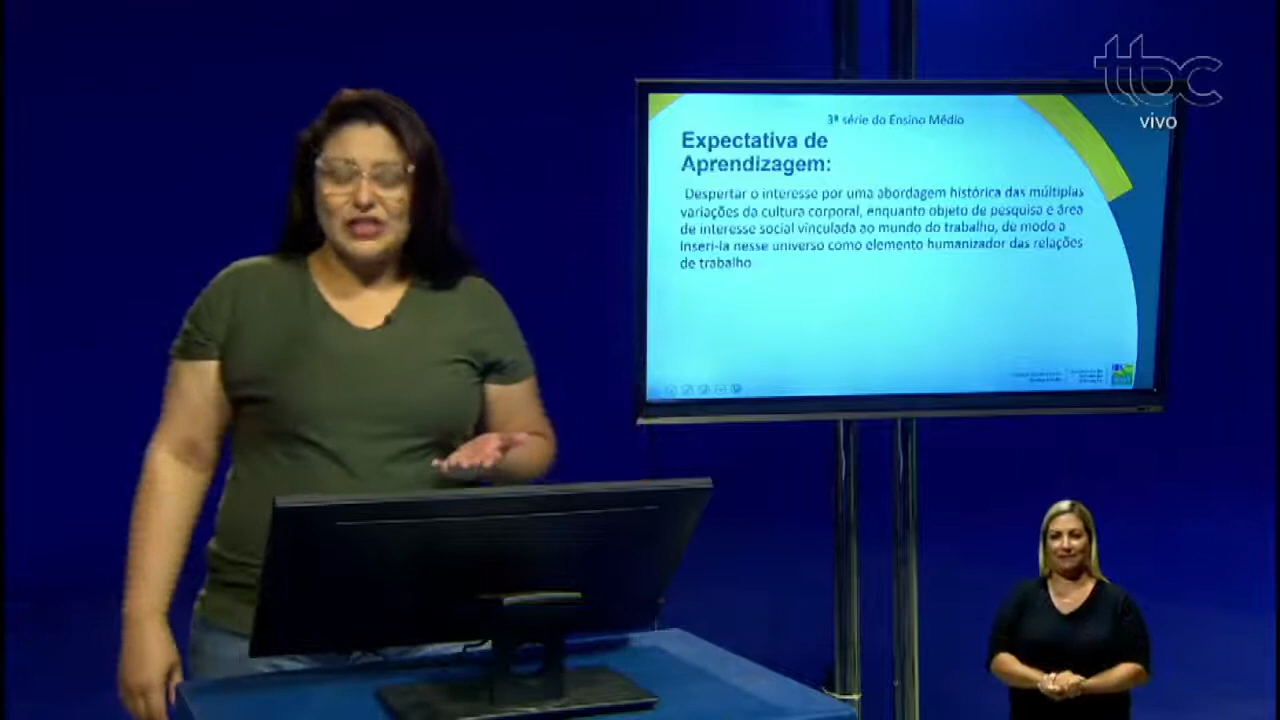 tbc
vivo
3ª série do Ensino Médio
Expectativa de
Aprendizagem:
Despertar o interesse por uma abordagem histórica das múltiplas
variações da cultura corporal, enquanto objeto de pesquisa e área
de interesse social vinculada ao mundo do trabalho, de modo a
inseri-la nesse universo como elemento humanizador das relações
de trabalho